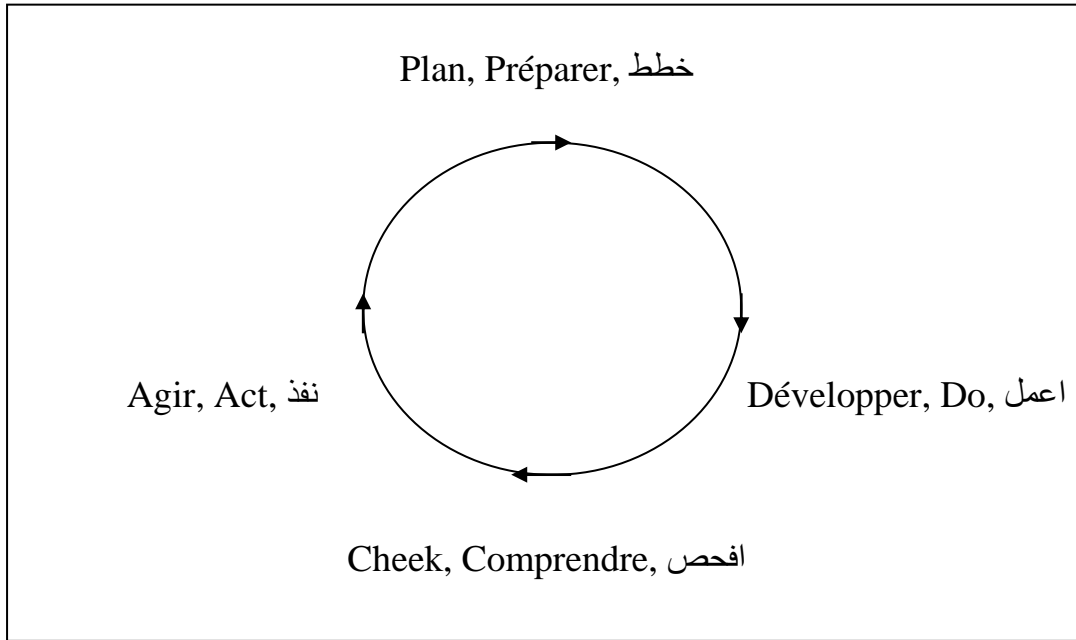 Plan, Préparer, خطط
Agir, Act, نفذ
Développer, Do, اعمل
Cheek, Comprendre, افحص